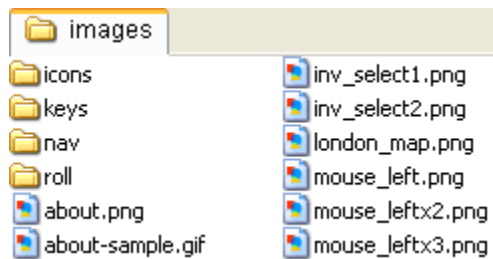 images
icons
keys
nav
roll
about.png
about-sample.gif
inv_select1.png
inv_select2.png
london_map.png
mouse_left.png
mouse_leftx2.png
mouse_leftx3.png